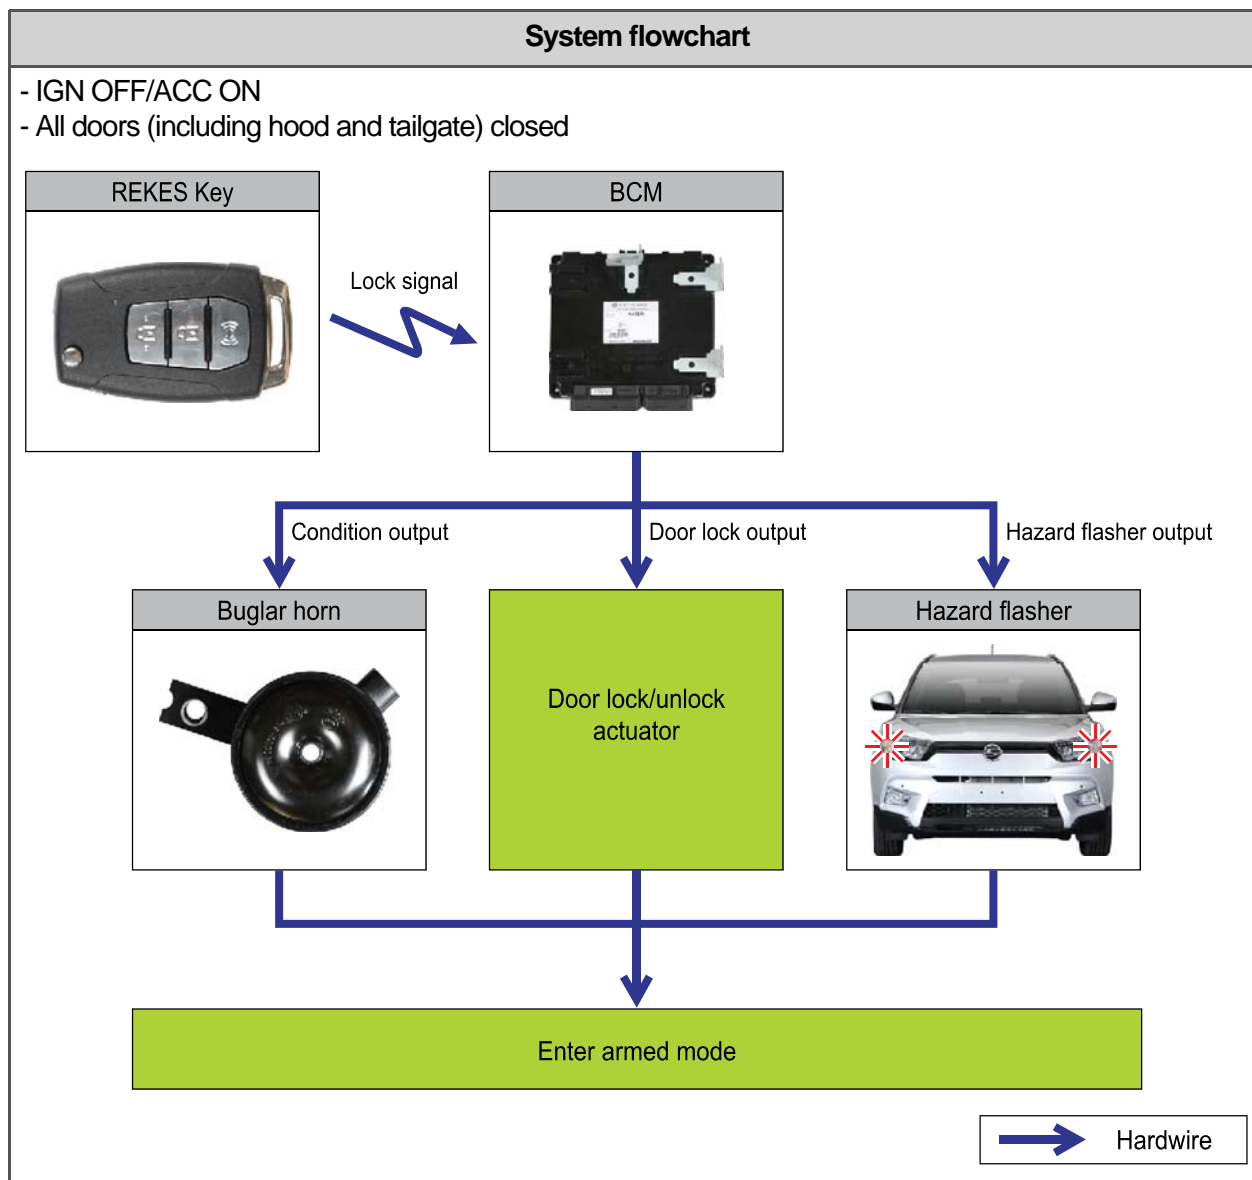 System flowchart
- IGN OFF/ACC ON
- All doors (including hood and tailgate) closed
REKES Key
BCM
Lock signal
Condition output
Door lock output
Hazard flasher output
Buglar horn
Hazard flasher
Door lock/unlock
actuator
Enter armed mode
Hardwire